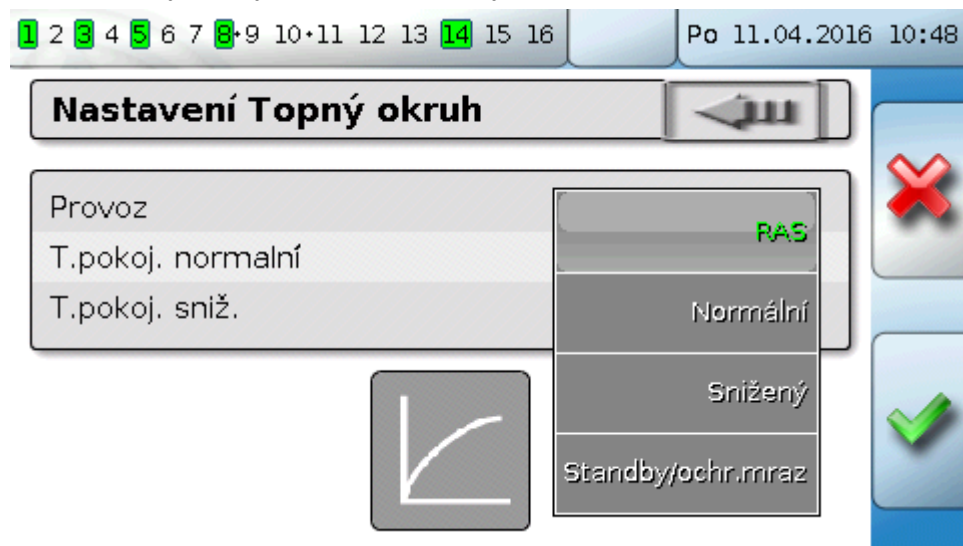 1 2 3 4 5 6 7 8·9 10·11 12 13 14 15 16 Po 11.04.2016 10:48
Nastavení Topný okruh
Provoz
T.pokoj. normalní
T.pokoj. sniž.
RAS
Normální
Snižený
Standby/ochr.mraz